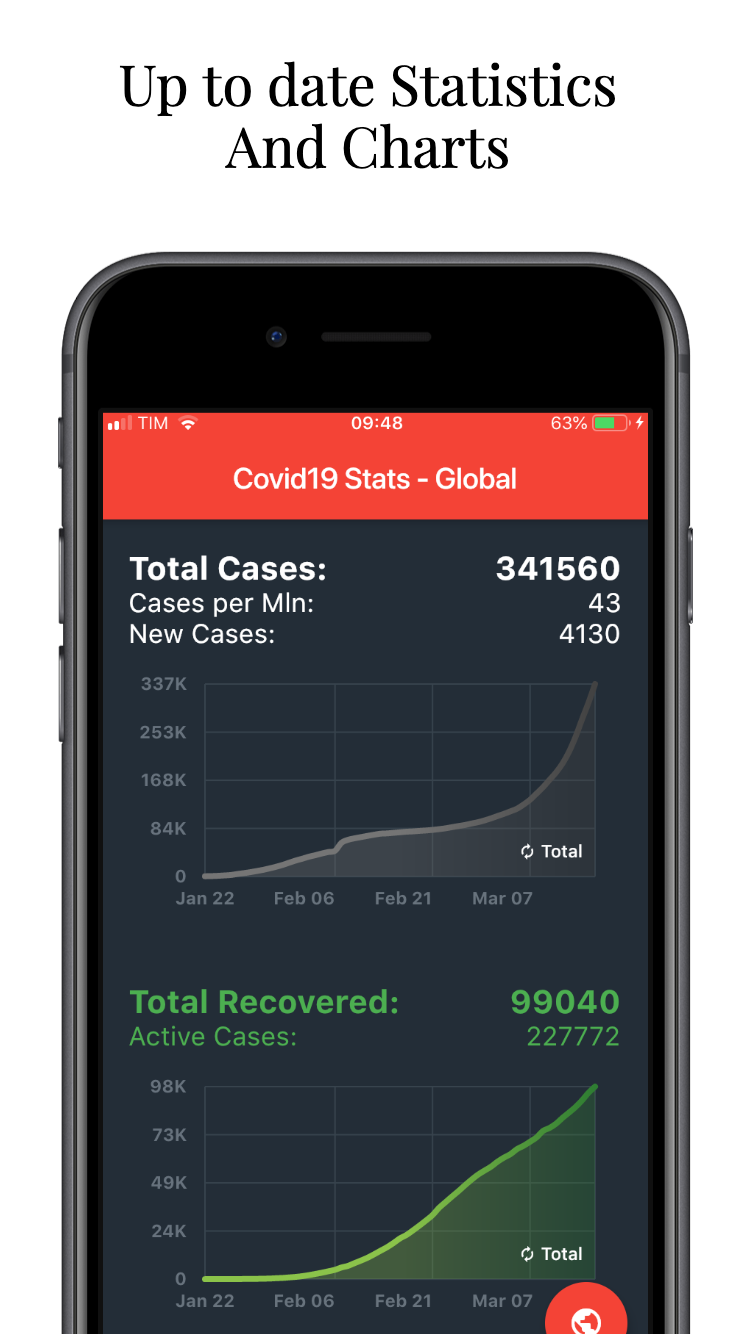 Up to date Statistics
And Charts
TIM 09:48 63%
Covid19 Stats - Global
Total Cases: 341560
Cases per Mln: 43
New Cases: 4130
337K
253K
168K
84K
Total
0
Jan 22 Feb 06 Feb 21 Mar 07
Total Recovered: 99040
Active Cases: 227772
98K
73K
49K
24K
Total
0
Jan 22 Feb 06 Feb 21 Mar 07